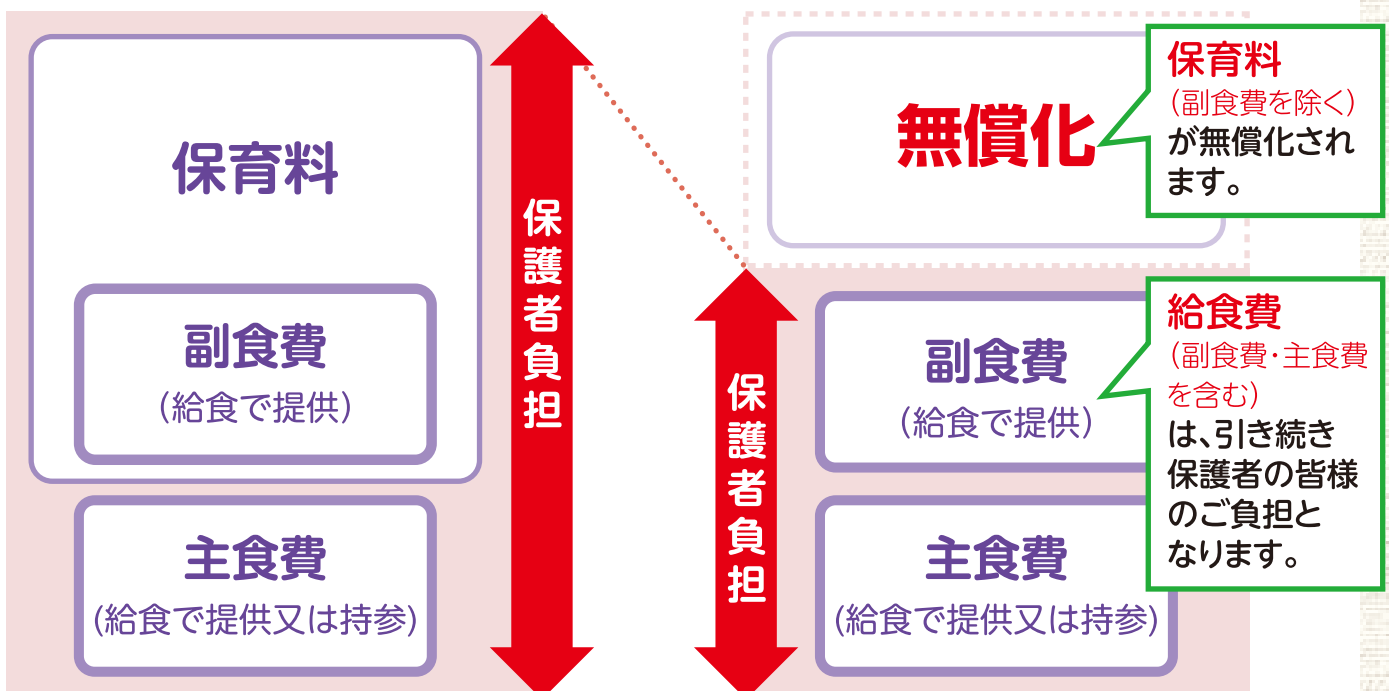 保育料
副食費
(給食で提供)
主食費
(給食で提供又は持参)
保護者負担
無償化
保育料
(副食費を除く)
が無償化され
ます。
保護者負担
副食費
(給食で提供)
主食費
(給食で提供又は持参)
給食費
(副食費・主食費
を含む)
は、引き続き
保護者の皆様
のご負担と
なります。